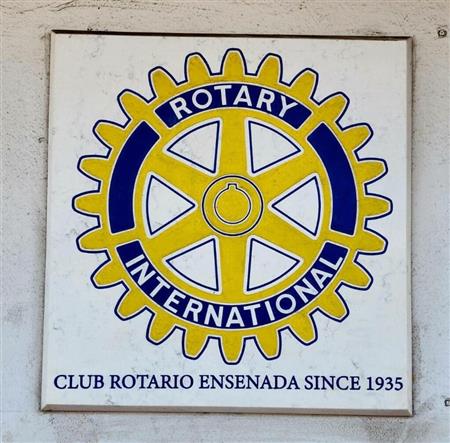 ROTARY
INTERNATIONAL
CLUB ROTARIO ENSENADA SINCE 1935